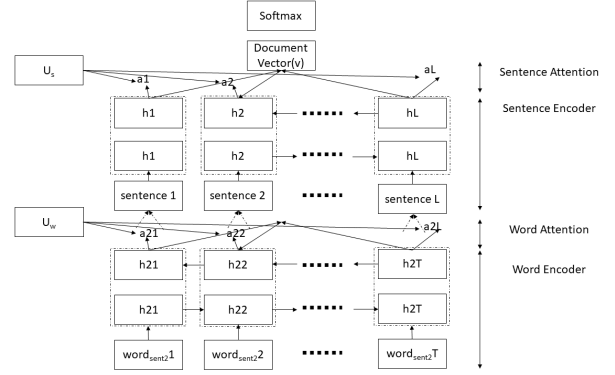 Softmax
Document
Vector(v)
Us
a1
a2
aL
Sentence Attention
h1
h2
hL
Sentence Encoder
h1
h2
hL
sentence 1
sentence 2
sentence L
Uw
a21
a22
a2L
Word Attention
h21
h22
h2T
Word Encoder
h21
h22
h2T
wordsent21
wordsent22
wordsent2T